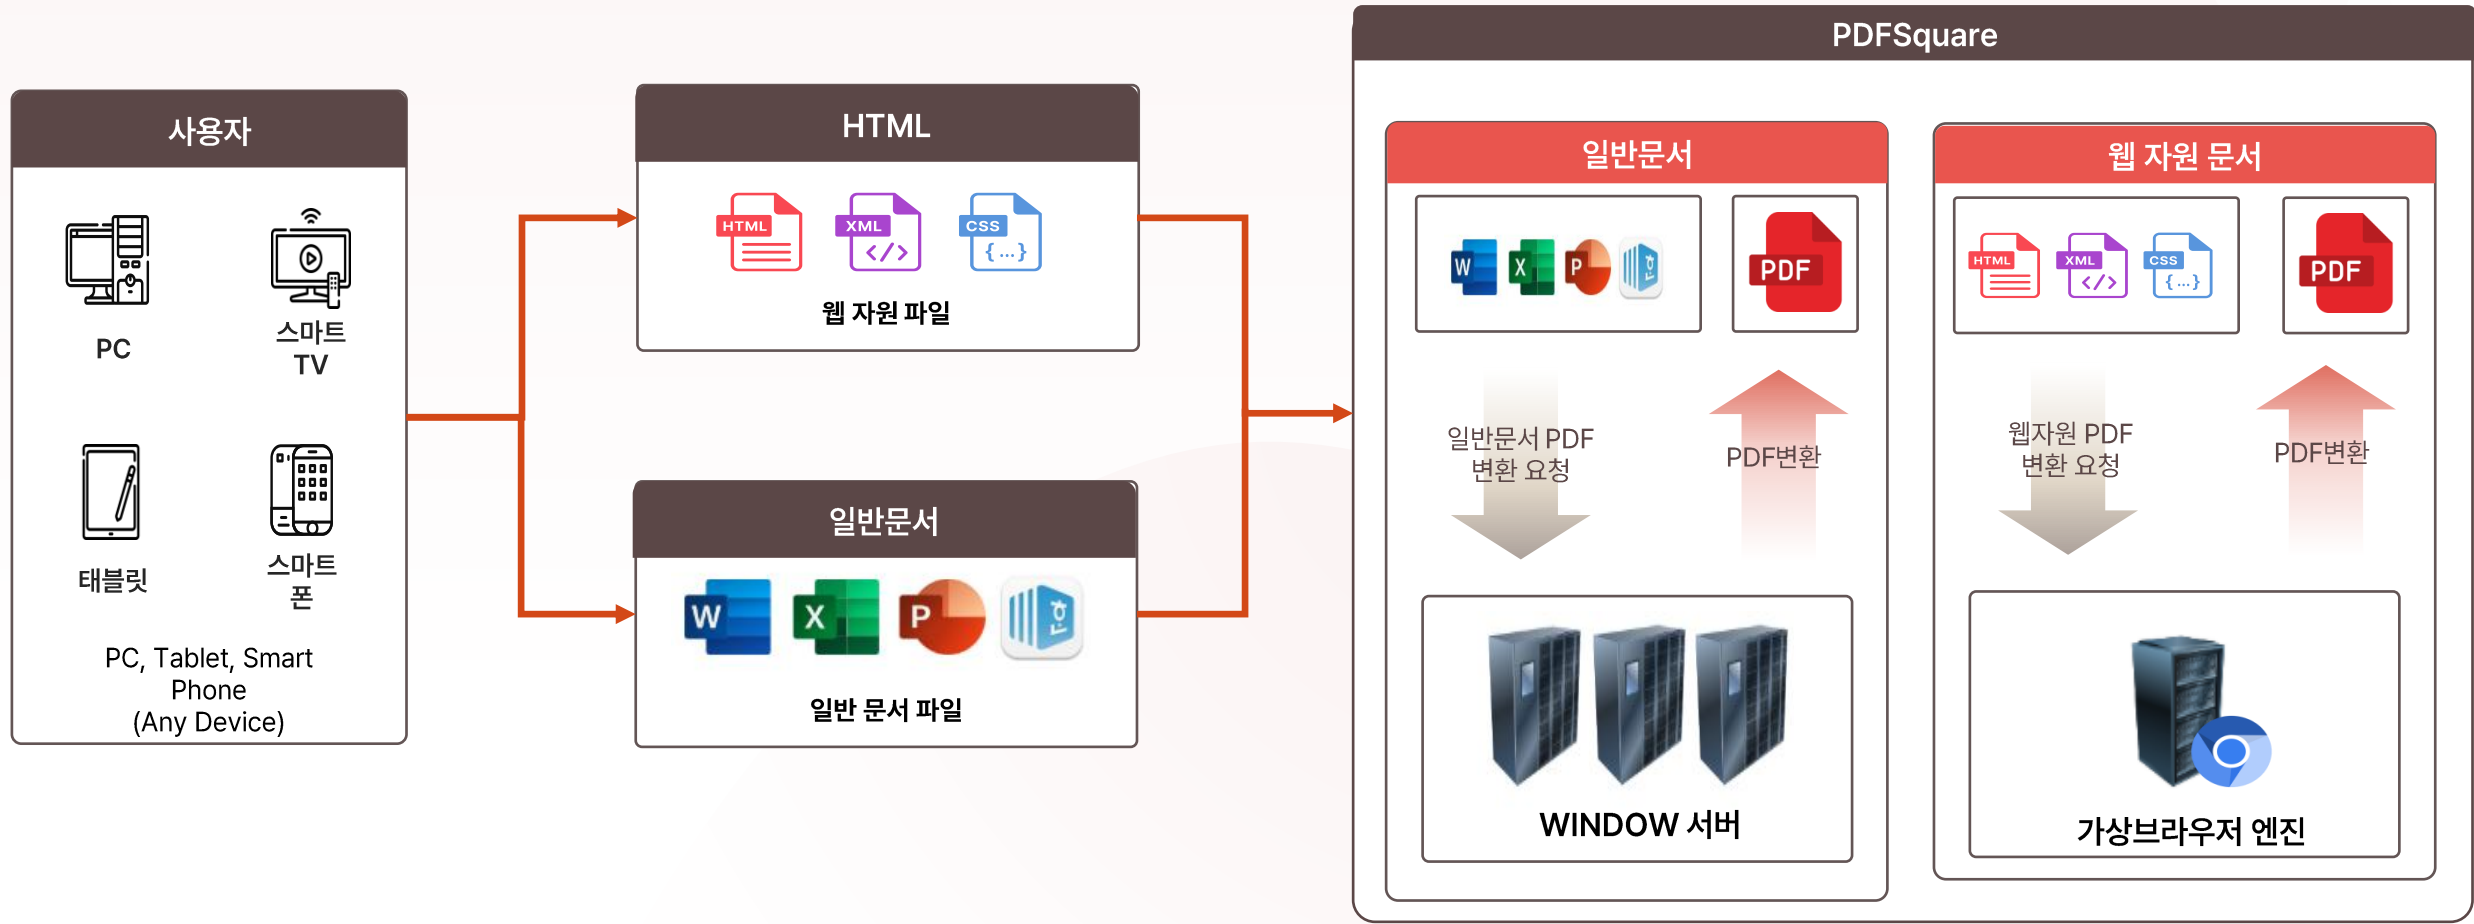 사용자
PC
스마트
TV
태블릿
스마트
폰
PC, Tablet, Smart
Phone
(Any Device)
HTML
HTML
XML
</>
CSS
{...}
웹 자원 파일
일반문서
W
X
P
한
일반 문서 파일
PDFSquare
일반문서
W
X
P
한
PDF
일반문서 PDF
변환 요청
PDF변환
WINDOW 서버
웹 자원 문서
HTML
XML
</>
CSS
{...}
PDF
웹자원 PDF
변환 요청
PDF변환
가상브라우저 엔진